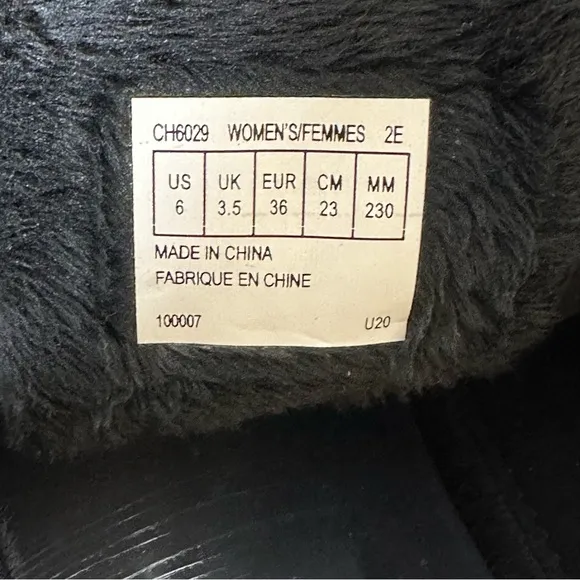 CH6029 WOMEN'S/FEMMES 2E
US UK EUR CM MM
6 3.5 36 23 230
MADE IN CHINA
FABRIQUE EN CHINE
100007 U20